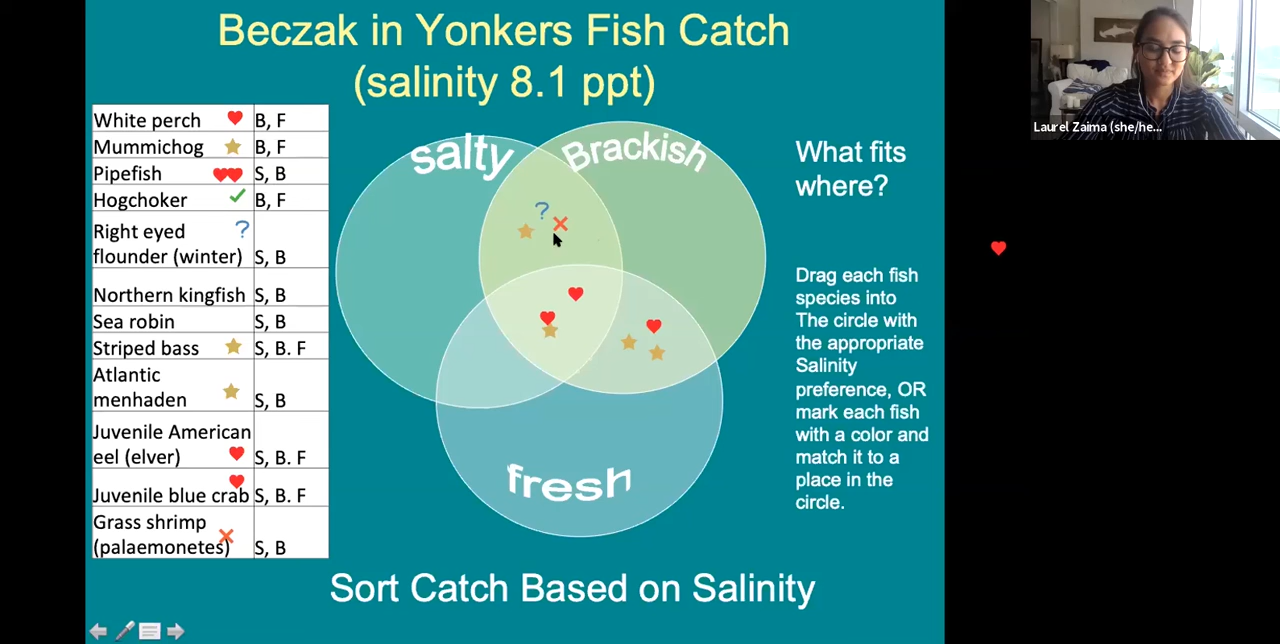 Beczak in Yonkers Fish Catch
(salinity 8.1 ppt)
White perch B, F
Mummichog B, F
Pipefish S, B
Hogchoker B, F
Right eyed
flounder (winter) S, B
Northern kingfish S, B
Sea robin S, B
Striped bass S, B. F
Atlantic
menhaden S, B
Juvenile American
eel (elver) S, B. F
Juvenile blue crab S, B. F
Grass shrimp
(palaemonetes) S, B
salty
Brackish
fresh
What fits
where?
Drag each fish
species into
The circle with
the appropriate
Salinity
preference, OR
mark each fish
with a color and
match it to a
place in the
circle.
Sort Catch Based on Salinity
Laurel Zaima (she/he...